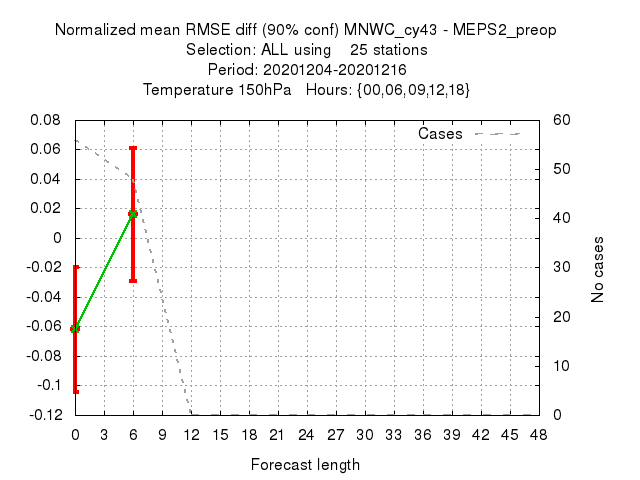 Normalized mean RMSE diff (90% conf) MNWC_cy43 - MEPS2_preop
Selection: ALL using 25 stations
Period: 20201204-20201216
Temperature 150hPa Hours: {00,06,09,12,18}
Cases
0.08
0.06
0.04
0.02
0
-0.02
-0.04
-0.06
-0.08
-0.1
-0.12
60
50
40
30
20
10
0
No cases
0 3 6 9 12 15 18 21 24 27 30 33 36 39 42 45 48
Forecast length